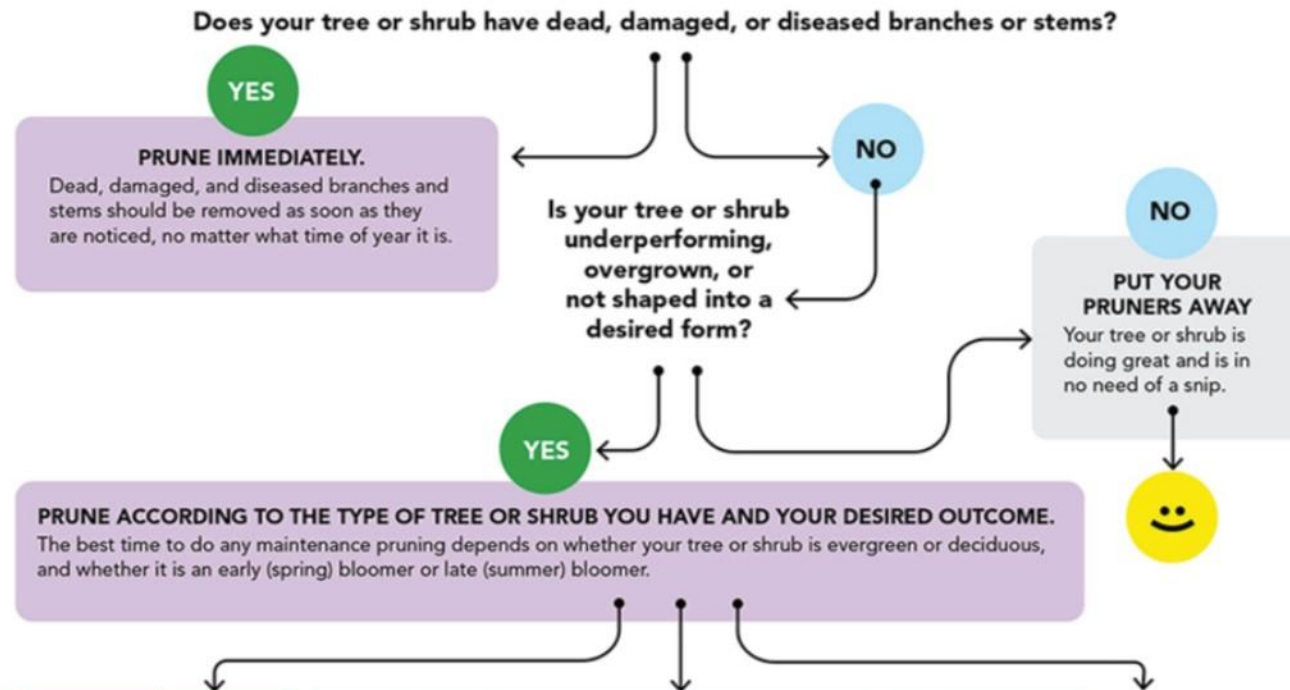 Does your tree or shrub have dead, damaged, or diseased branches or stems?
YES
PRUNE IMMEDIATELY.
Dead, damaged, and diseased branches and
stems should be removed as soon as they
are noticed, no matter what time of year it is.
NO
Is your tree or shrub
underperforming,
overgrown, or
not shaped into a
desired form?
NO
PUT YOUR
PRUNERS AWAY
Your tree or shrub is
doing great and is in
no need of a snip.
YES
PRUNE ACCORDING TO THE TYPE OF TREE OR SHRUB YOU HAVE AND YOUR DESIRED OUTCOME.
The best time to do any maintenance pruning depends on whether your tree or shrub is evergreen or deciduous,
and whether it is an early (spring) bloomer or late (summer) bloomer.